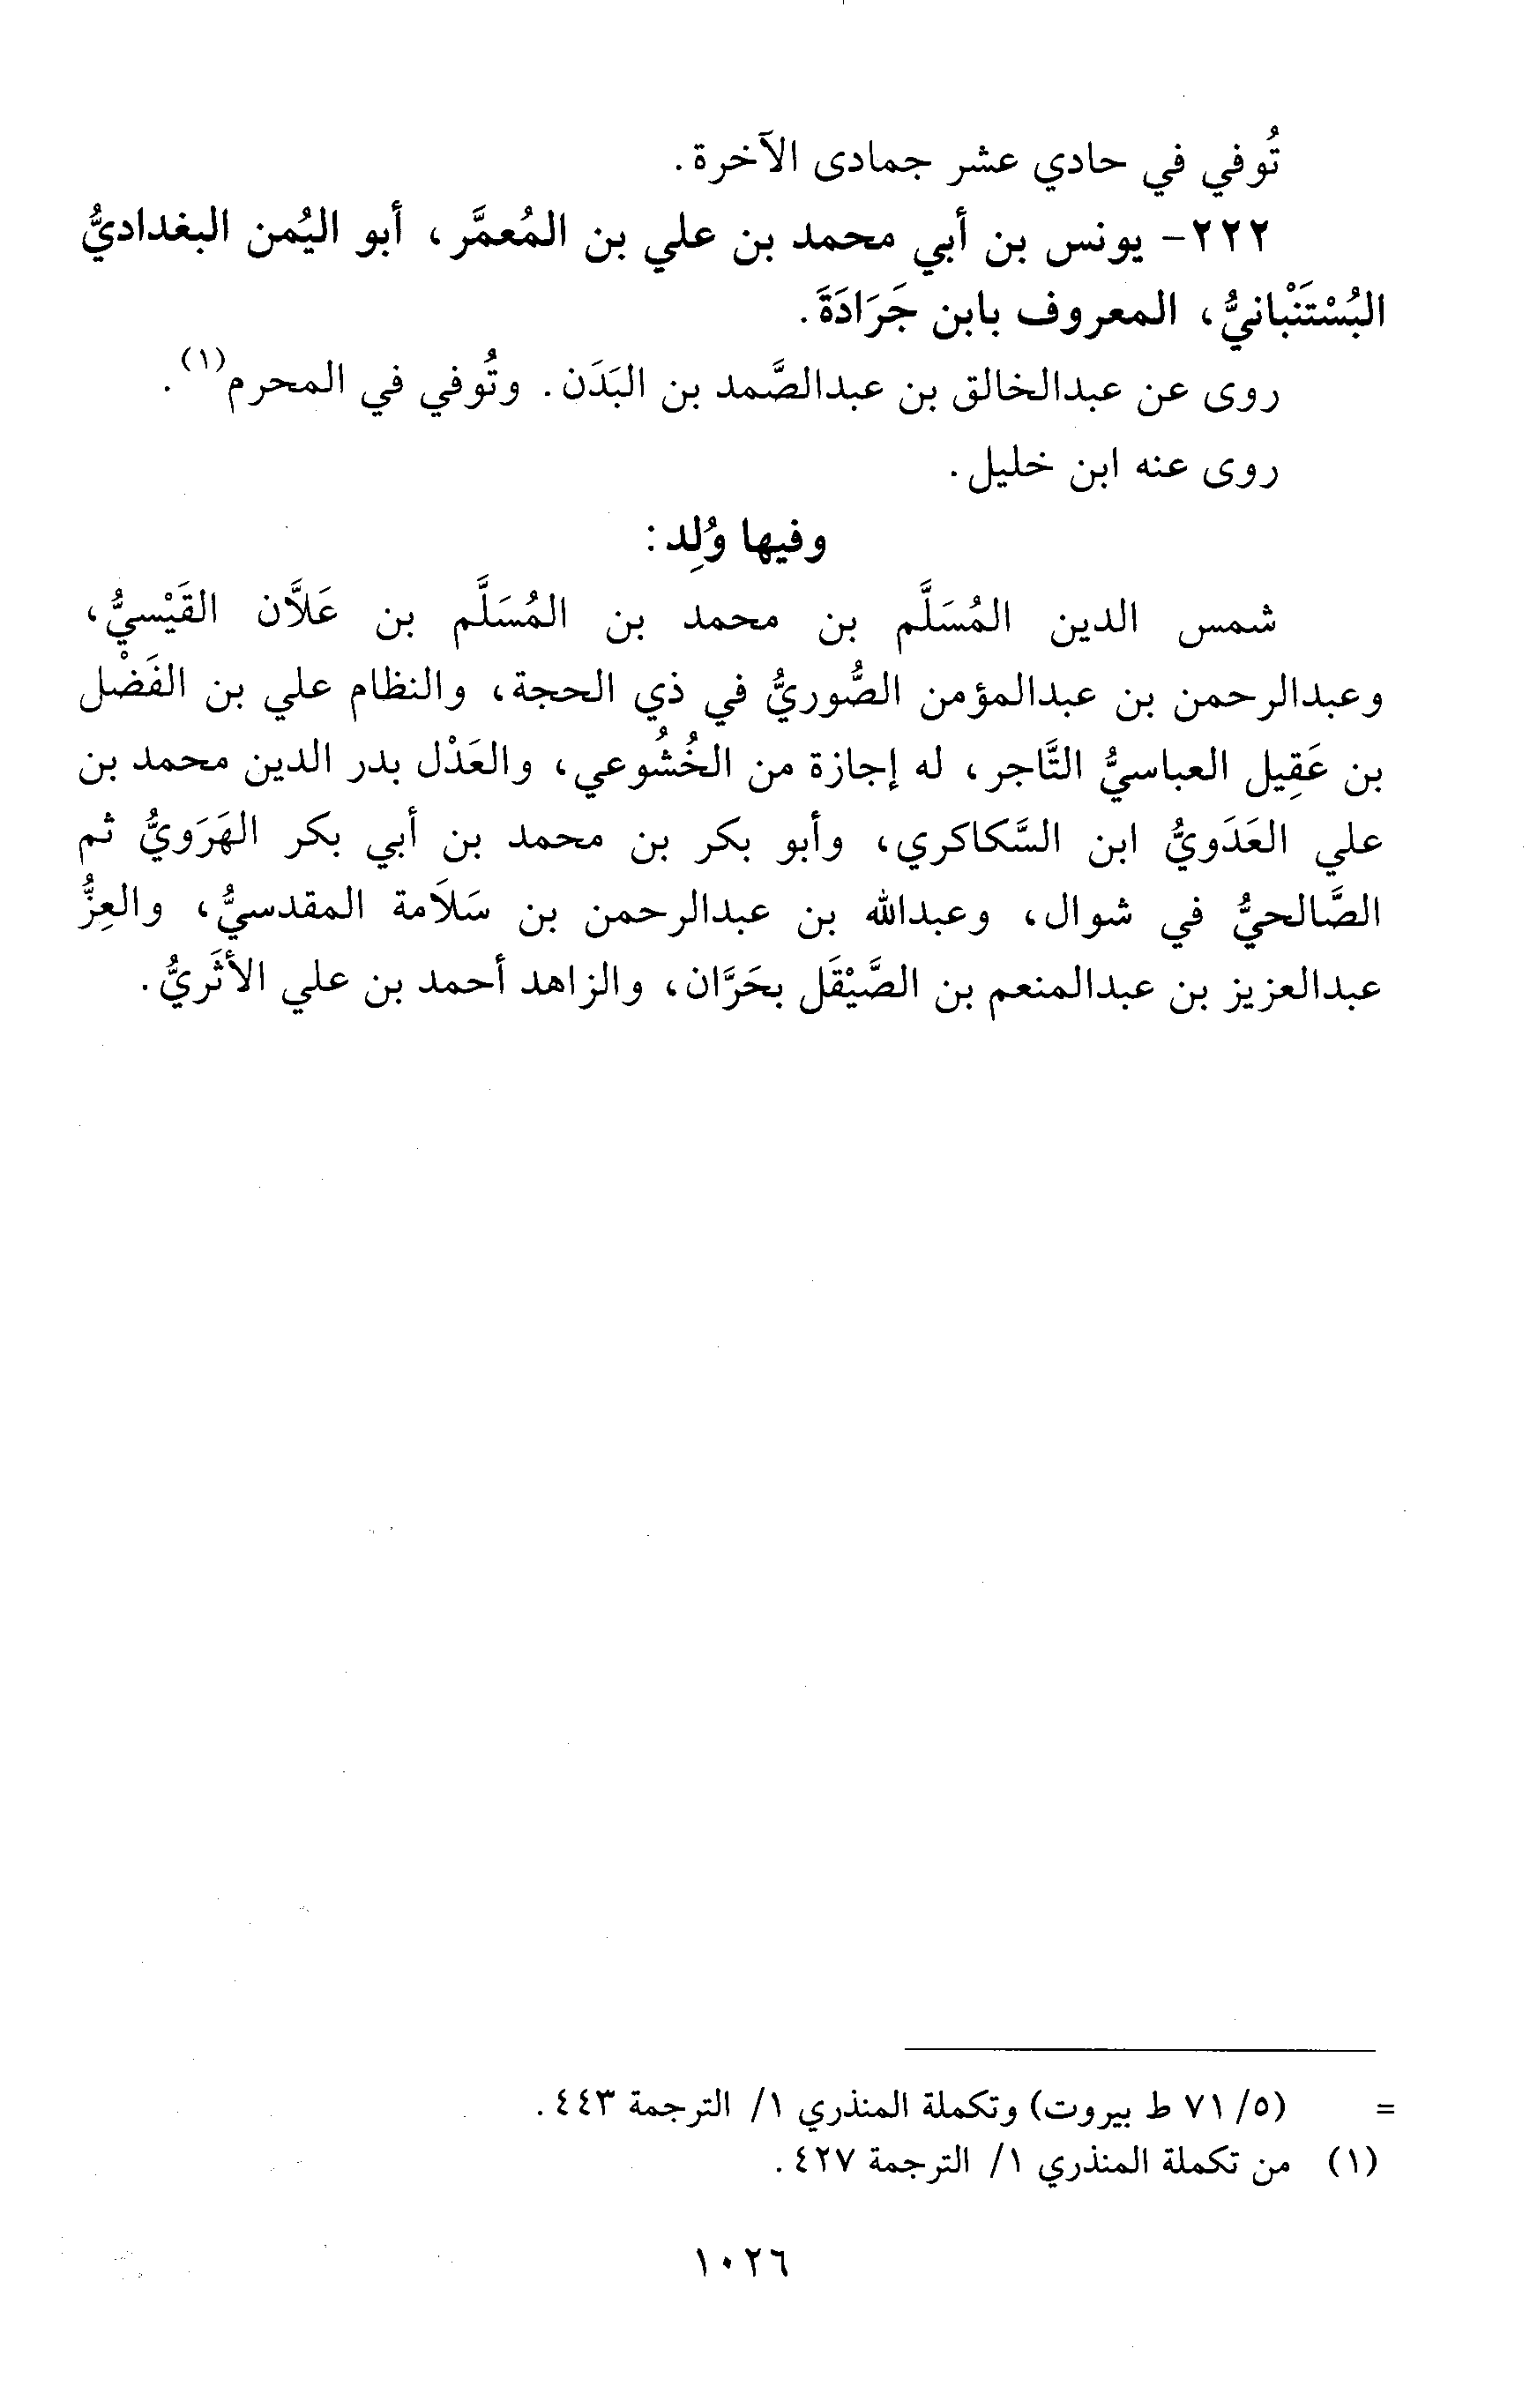 تُوفي في حادي عشر جمادى الآخرة.
٢٢٢- يونس بن أبي محمد بن علي بن المُعمَّر، أبو اليُمن البغداديُّ
البُسْتَنْبانيُّ، المعروف بابن جَرَادَةَ.
روى عن عبدالخالق بن عبدالصَّمد بن البَدَن. وتُوفي في المحرم(١).
روى عنه ابن خليل.
وفيها وُلِد:
شمس الدين المُسَلَّم بن محمد بن المُسَلَّم بن عَلاَّن القَيْسيُّ،
وعبدالرحمن بن عبدالمؤمن الصُّوريُّ في ذي الحجة، والنظام علي بن الفَضْل
بن عَقِيل العباسيُّ التَّاجر، له إجازة من الخُشُوعي، والعَدْل بدر الدين محمد بن
علي العَدَويُّ ابن السَّكاكري، وأبو بكر بن محمد بن أبي بكر الهَرَويُّ ثم
الصَّالحيُّ في شوال، وعبدالله بن عبدالرحمن بن سَلاَمة المقدسيُّ، والعِزُّ
عبدالعزيز بن عبدالمنعم بن الصَّيْقَل بحَرَّان، والزاهد أحمد بن علي الأثَريُّ.
= (٥/ ٧١ ط بيروت) وتكملة المنذري ١/ الترجمة ٤٤٣.
(١) من تكملة المنذري ١/ الترجمة ٤٢٧.
١٠٢٦